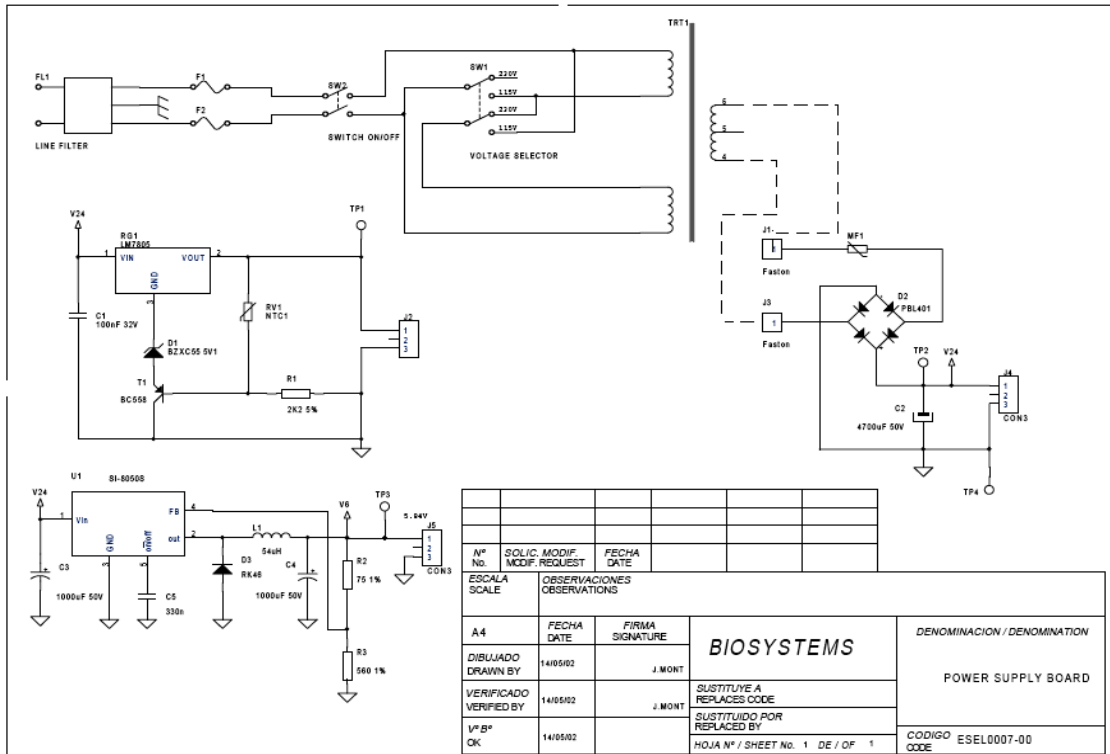 TRT1
FL1
F1
F2
SW2
SW1
220V
115V
220V
115V
LINE FILTER
SWITCH ON/OFF
VOLTAGE SELECTOR
6
5
4
V24
TP1
RG1
LM7805
1
VIN
VOUT
2
GND
3
C1
100nF 32V
RV1
NTC1
D1
BZXC55 5V1
T1
BC558
R1
2K2 5%
J2
1
2
3
J1
1
Faston
MF1
J3
1
Faston
D2
PBL401
TP2
V24
J4
1
2
3
CON3
C2
4700uF 50V
TP4
U1
SI-8050S
V24
1
Vin
FB
4
out
2
GND
on/off
3
5
C3
1000uF 50V
C5
330n
L1
54uH
D3
RK46
C4
1000uF 50V
V6
TP3
5.94V
J5
1
2
3
CON3
R2
75 1%
R3
560 1%
Nº
No.
SOLIC. MODIF.
MODIF. REQUEST
FECHA
DATE
ESCALA
SCALE
OBSERVACIONES
OBSERVATIONS
A4
FECHA
DATE
FIRMA
SIGNATURE
BIOSYSTEMS
DENOMINACION / DENOMINATION
POWER SUPPLY BOARD
DIBUJADO
DRAWN BY
14/05/02
J.MONT
VERIFICADO
VERIFIED BY
14/05/02
J.MONT
SUSTITUYE A
REPLACES CODE
SUSTITUIDO POR
REPLACED BY
Vº Bº
OK
14/05/02
HOJA Nº / SHEET No. 1 DE / OF 1
CODIGO
CODE
ESEL0007-00